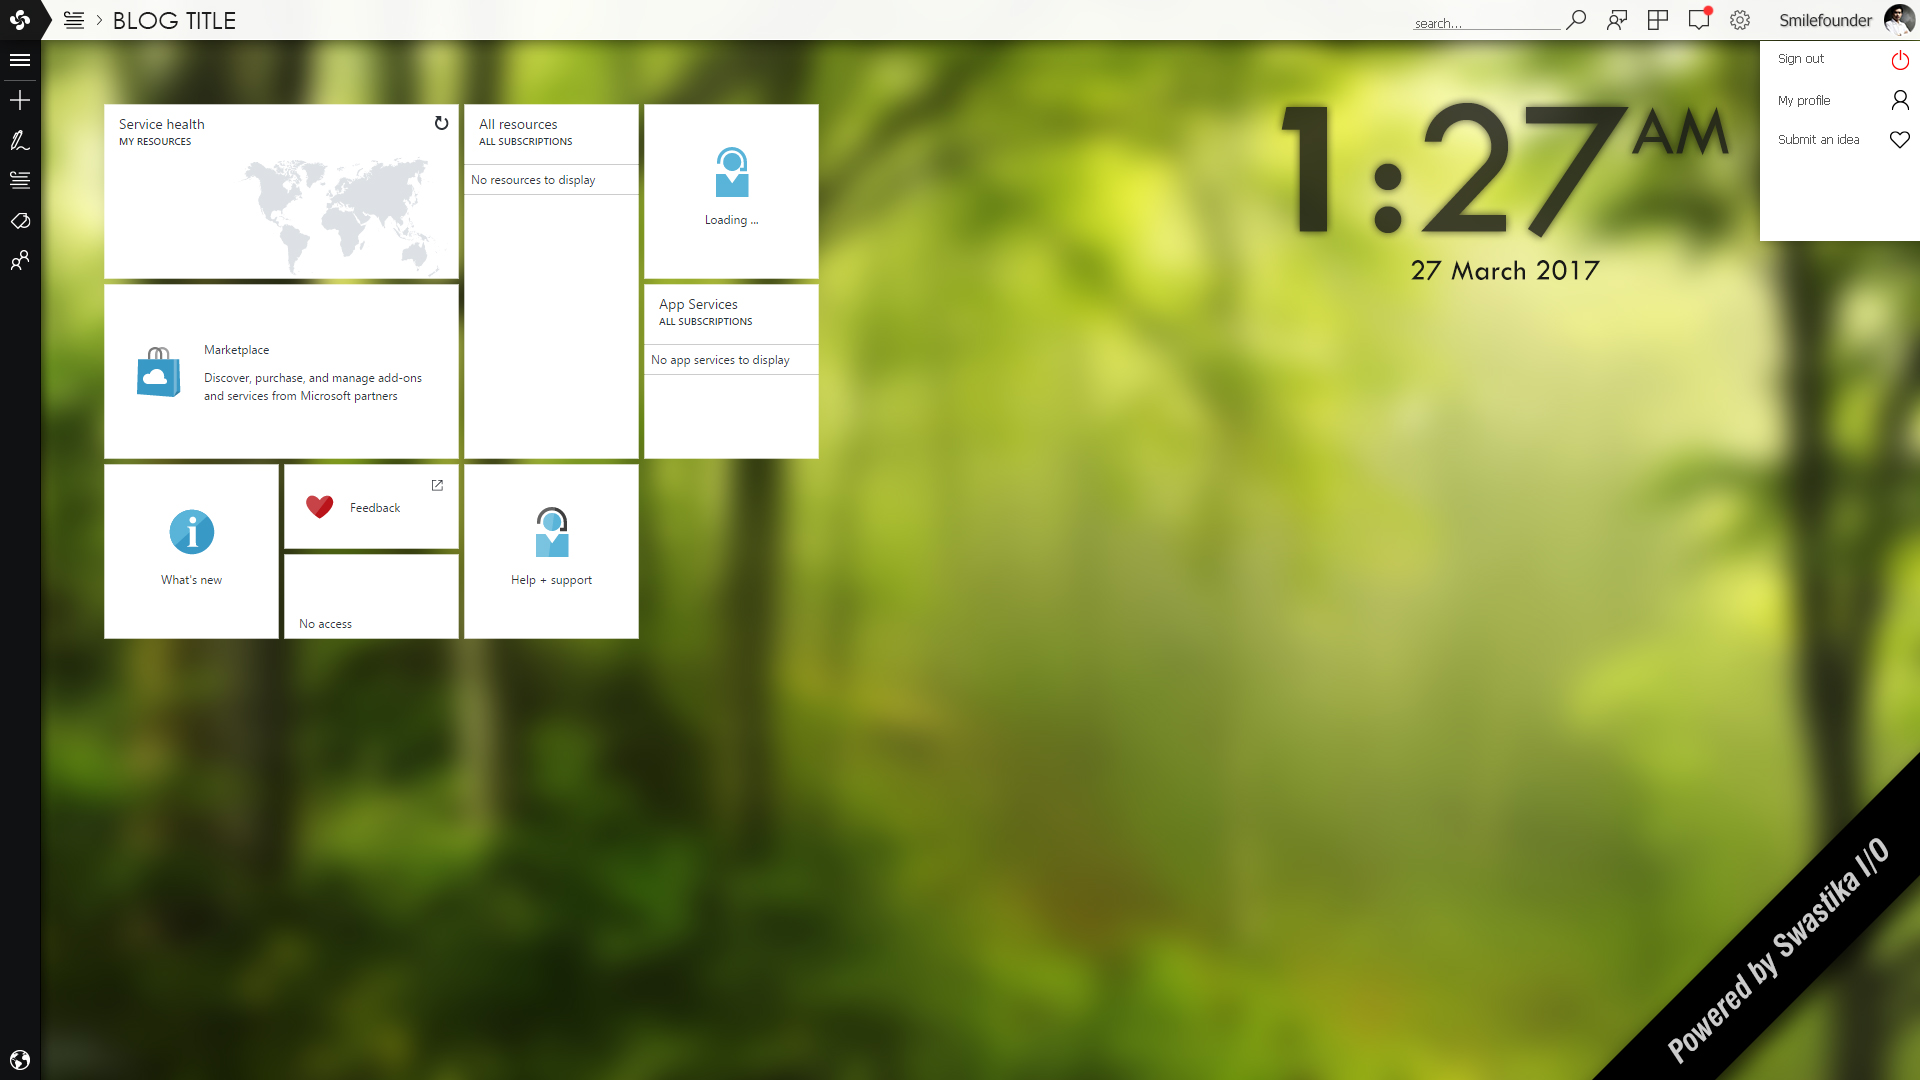 BLOG TITLE
search...
Smilefounder
Sign out
My profile
Submit an idea
1:27 AM
27 March 2017
Service health
MY RESOURCES
All resources
ALL SUBSCRIPTIONS
No resources to display
Loading ...
Marketplace
Discover, purchase, and manage add-ons
and services from Microsoft partners
App Services
ALL SUBSCRIPTIONS
No app services to display
What's new
Feedback
No access
Help + support
Powered by Swastika I/O